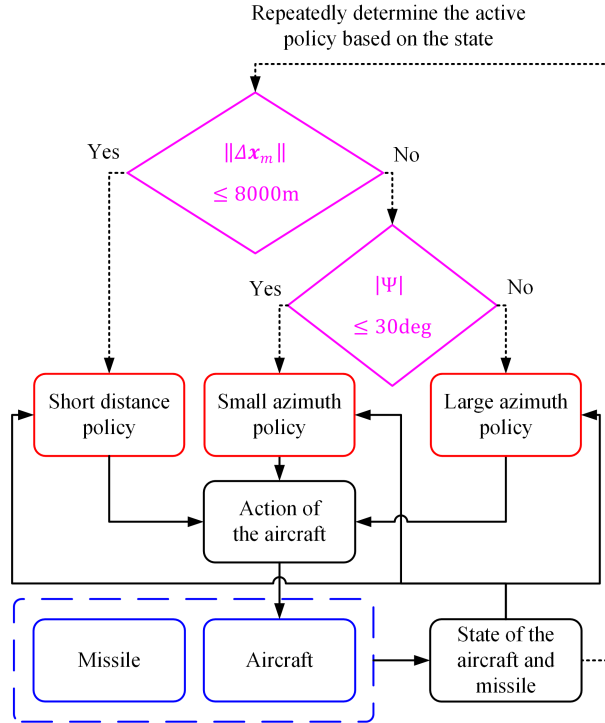 Repeatedly determine the active
policy based on the state
Yes
‖Δ𝒙ₘ‖
≤ 8000m
No
Yes
|Ψ|
≤ 30deg
No
Short distance
policy
Small azimuth
policy
Large azimuth
policy
Action of
the aircraft
Missile
Aircraft
State of the
aircraft and
missile